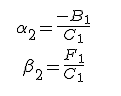 α₂ = -B₁/C₁
β₂ = F₁/C₁